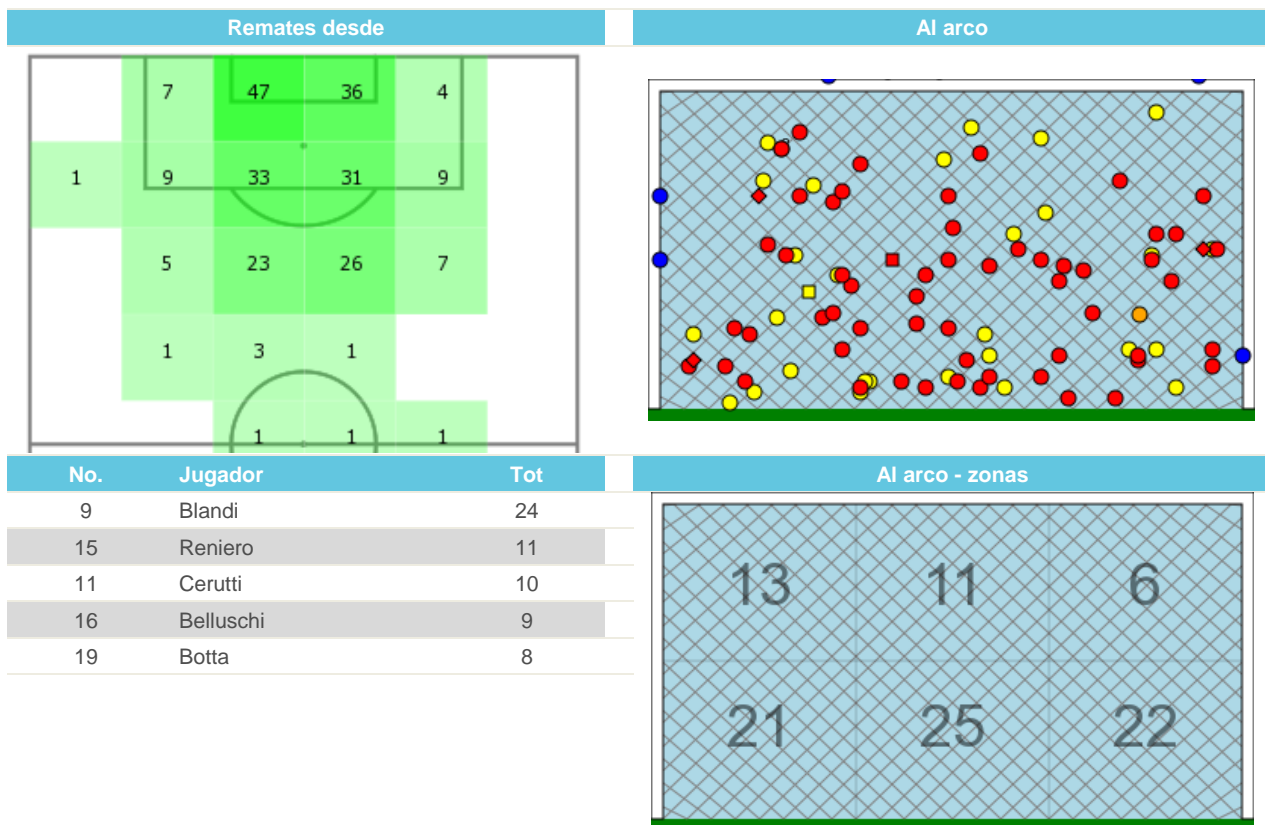 Remates desde
7 47 36 4
1 9 33 31 9
5 23 26 7
1 3 1
1 1 1
Al arco
No. Jugador Tot
9 Blandi 24
15 Reniero 11
11 Cerutti 10
16 Belluschi 9
19 Botta 8
Al arco - zonas
13 11 6
21 25 22